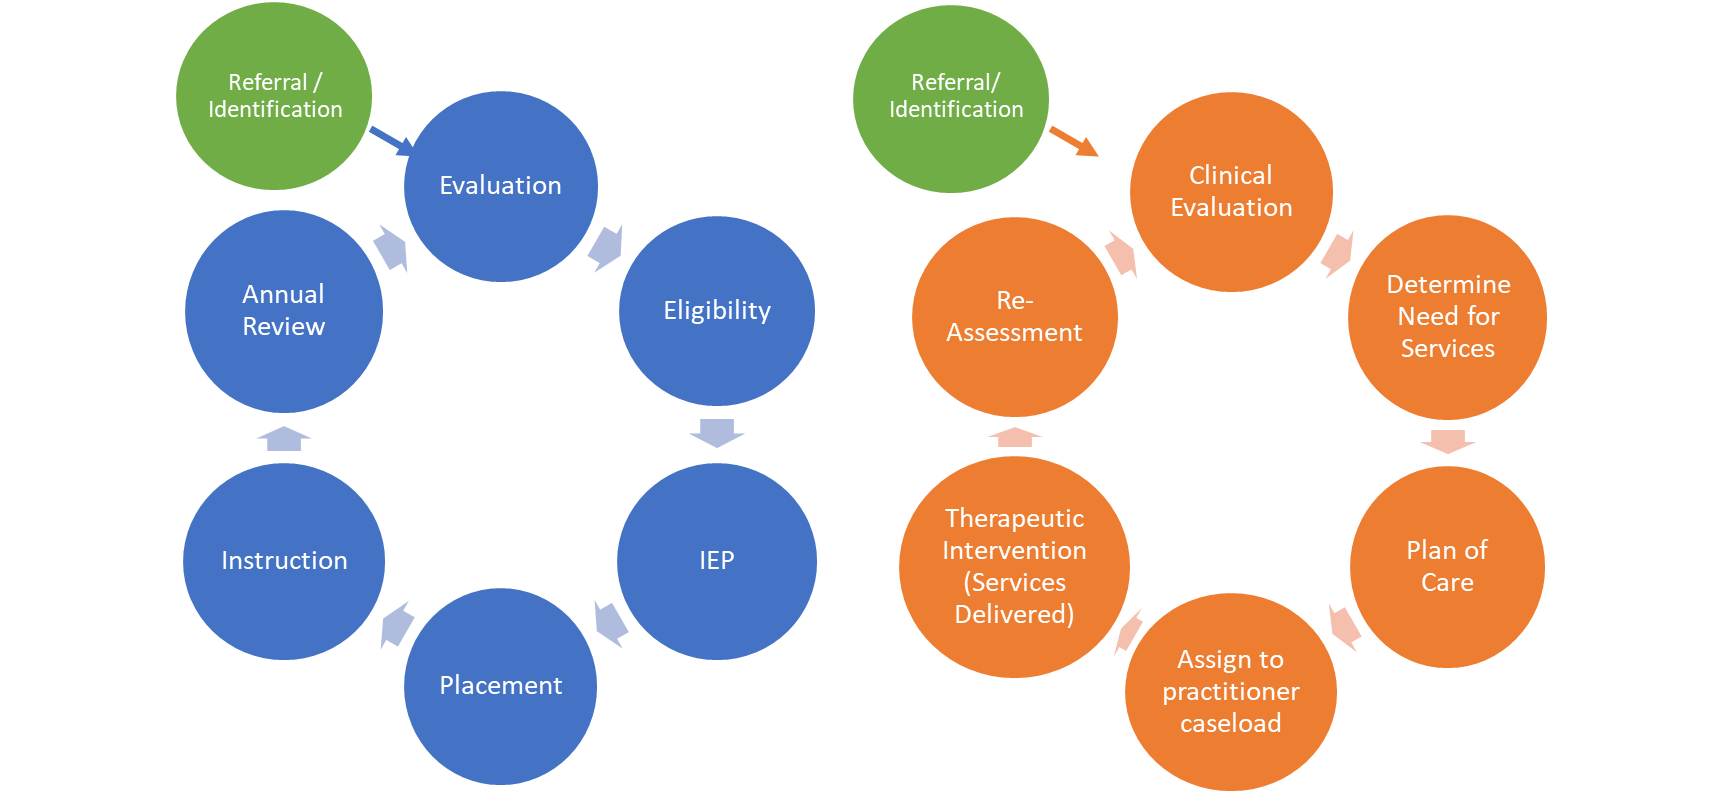 Referral /
Identification
Evaluation
Eligibility
IEP
Placement
Instruction
Annual
Review
Referral/
Identification
Clinical
Evaluation
Determine
Need for
Services
Plan of
Care
Assign to
practitioner
caseload
Therapeutic
Intervention
(Services
Delivered)
Re-
Assessment